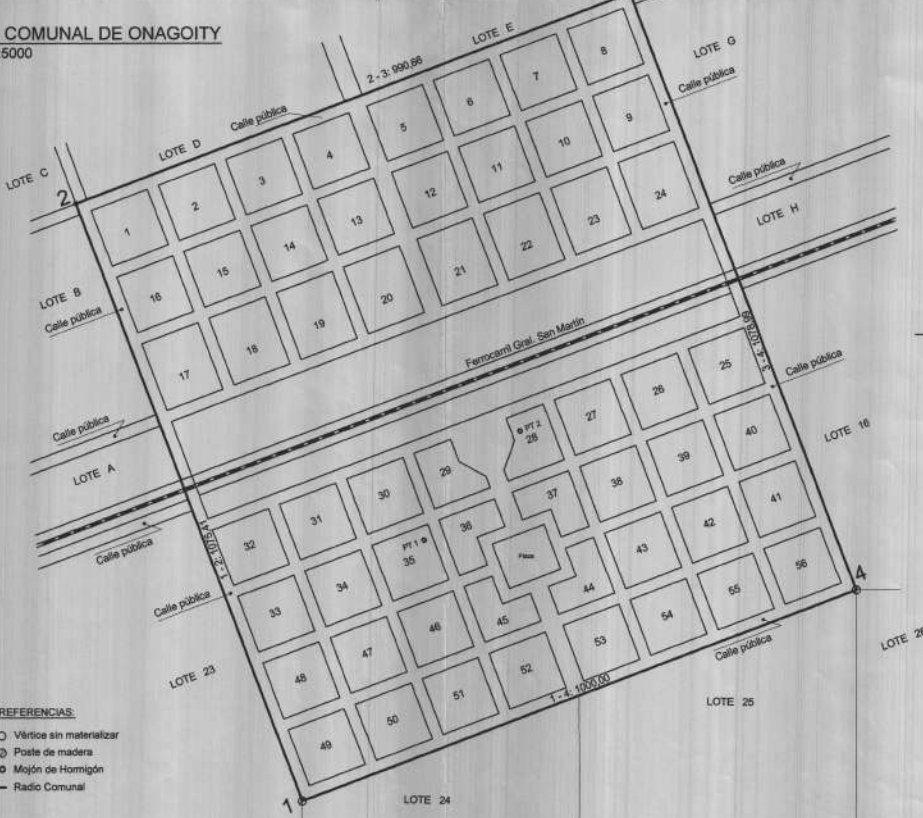 COMUNAL DE ONAGOITY
5000
LOTE E
2 - 3: 990,66
LOTE G
Calle pública
Calle pública
LOTE D
LOTE C
2
8
7
6
5
4
3
2
1
9
10
11
12
13
14
15
16
24
23
22
21
20
19
18
17
Calle pública
LOTE H
LOTE B
Calle pública
Ferrocarril Gral. San Martín
3 - 4: 1078,99
Calle pública
Calle pública
LOTE A
LOTE 16
Calle pública
1 - 2: 1075,41
25
26
27
PT 2
28
29
30
31
32
40
39
38
37
36
PT 1
35
34
33
Plaza
41
42
43
44
45
46
47
48
56
55
54
53
52
51
50
49
Calle pública
4
LOTE 26
LOTE 23
Calle pública
1 - 4: 1000,00
LOTE 25
REFERENCIAS:
Vértice sin materializar
Poste de madera
Mojón de Hormigón
Radio Comunal
1
LOTE 24